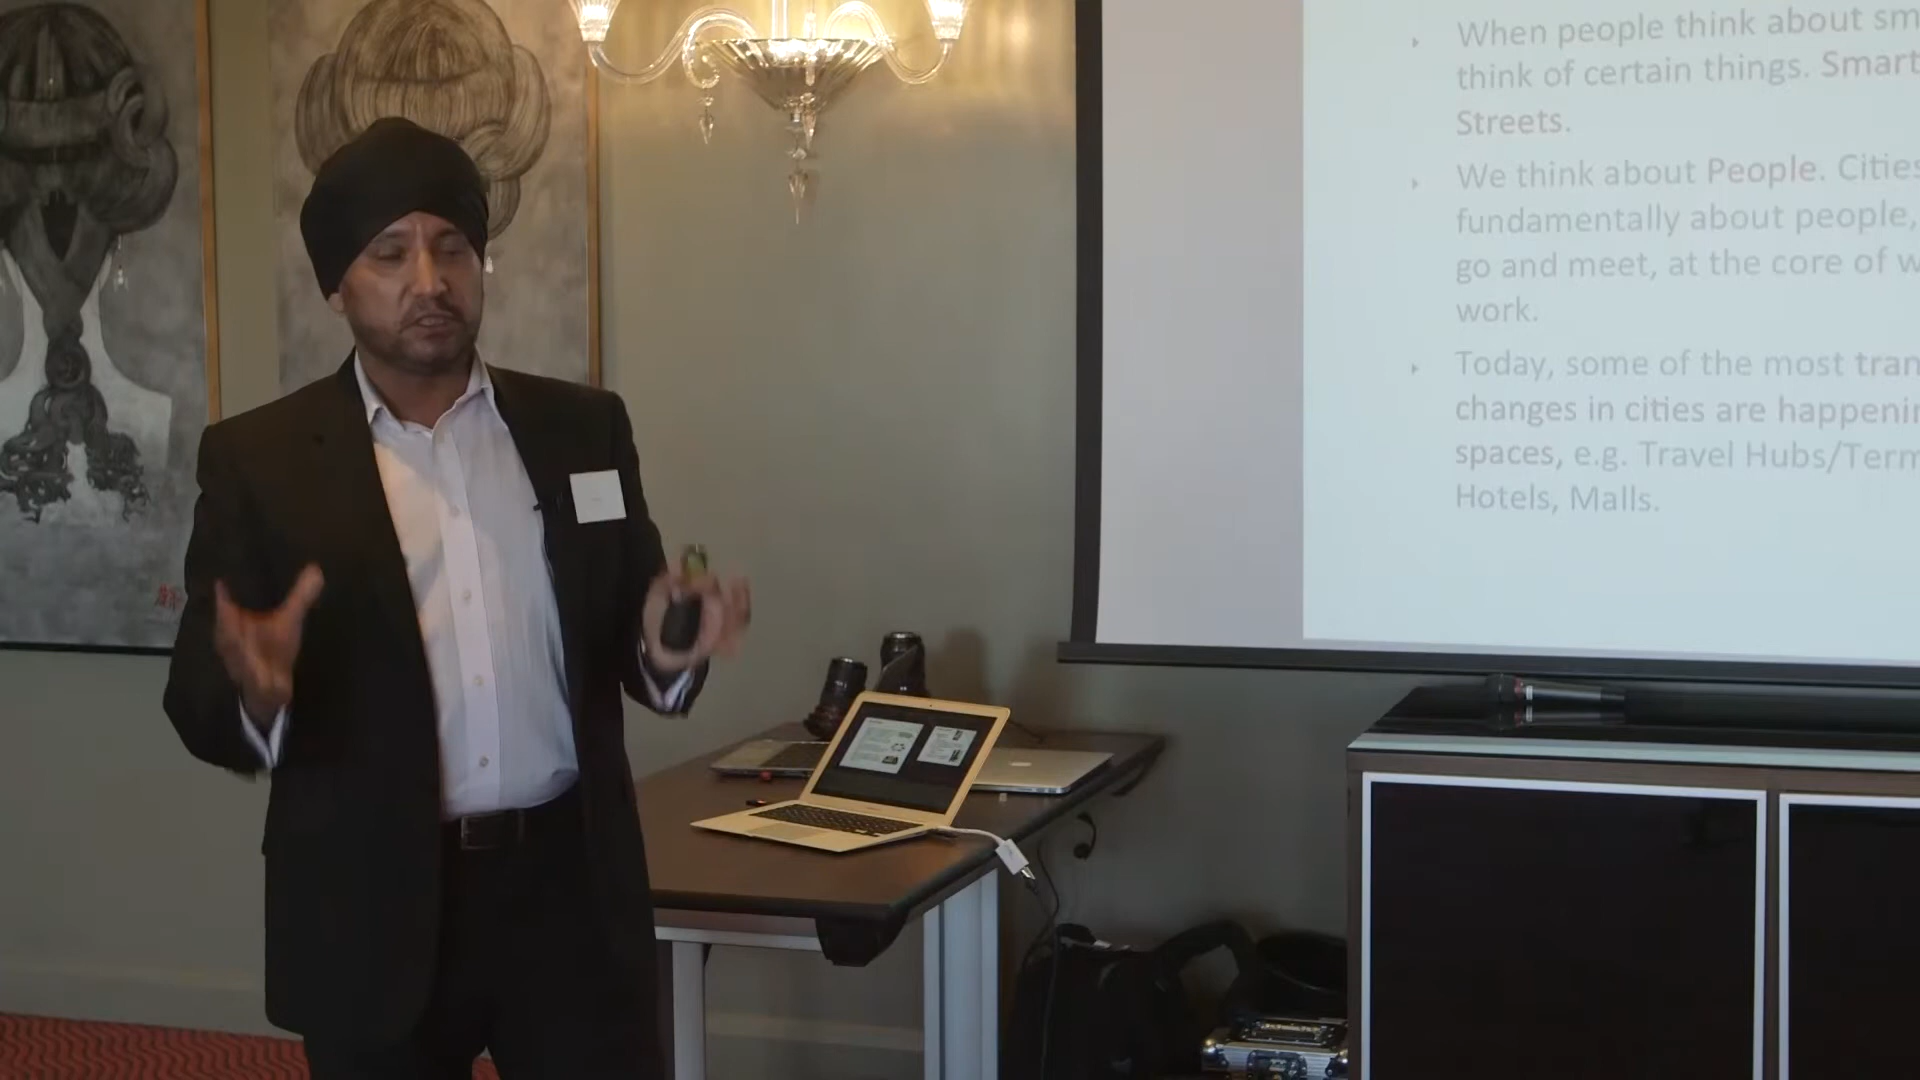 When people think about sm
think of certain things. Smart
Streets.
We think about People. Cities
fundamentally about people,
go and meet, at the core of w
work.
Today, some of the most tran
changes in cities are happenin
spaces, e.g. Travel Hubs/Term
Hotels, Malls.